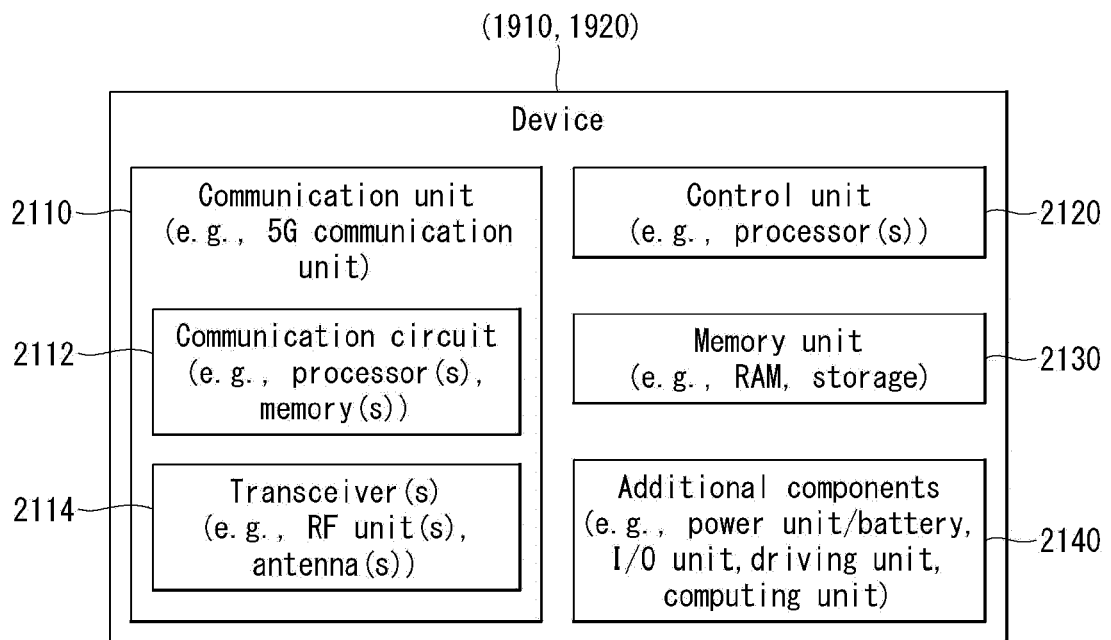 (1910, 1920)
Device
2110
Communication unit
(e.g., 5G communication
unit)
2112
Communication circuit
(e.g., processor(s),
memory(s))
2114
Transceiver(s)
(e.g., RF unit(s),
antenna(s))
Control unit
(e.g., processor(s))
2120
Memory unit
(e.g., RAM, storage)
2130
Additional components
(e.g., power unit/battery,
I/O unit, driving unit,
computing unit)
2140